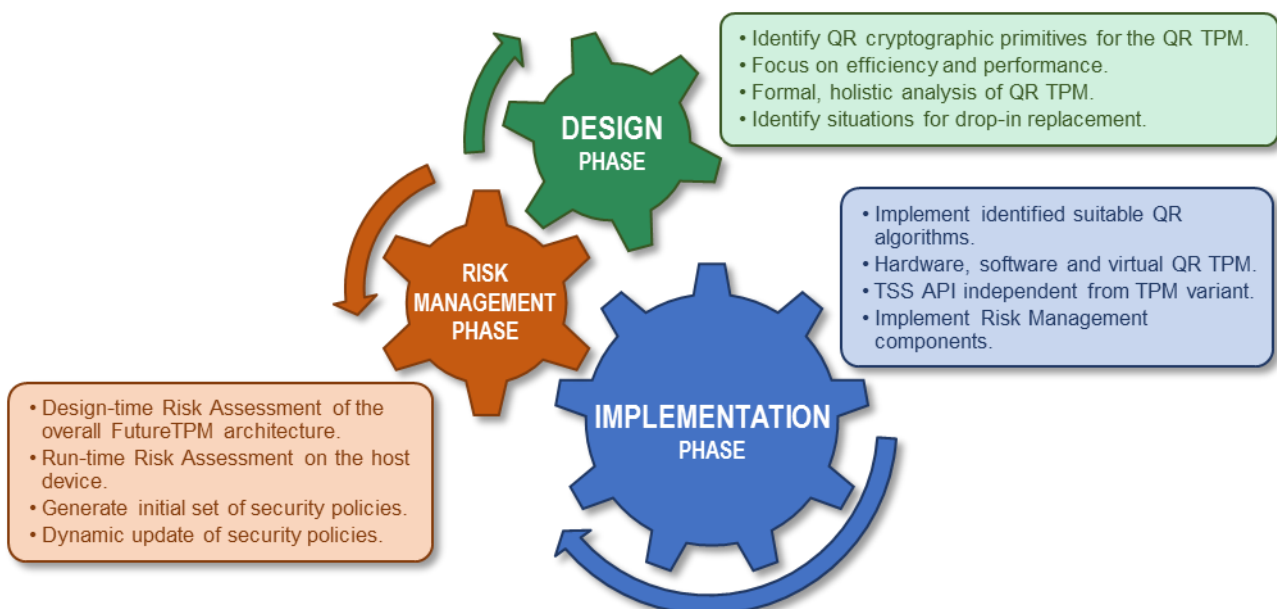 DESIGN
PHASE
• Identify QR cryptographic primitives for the QR TPM.
• Focus on efficiency and performance.
• Formal, holistic analysis of QR TPM.
• Identify situations for drop-in replacement.
RISK
MANAGEMENT
PHASE
• Implement identified suitable QR
algorithms.
• Hardware, software and virtual QR TPM.
• TSS API independent from TPM variant.
• Implement Risk Management
components.
IMPLEMENTATION
PHASE
• Design-time Risk Assessment of the
overall FutureTPM architecture.
• Run-time Risk Assessment on the host
device.
• Generate initial set of security policies.
• Dynamic update of security policies.